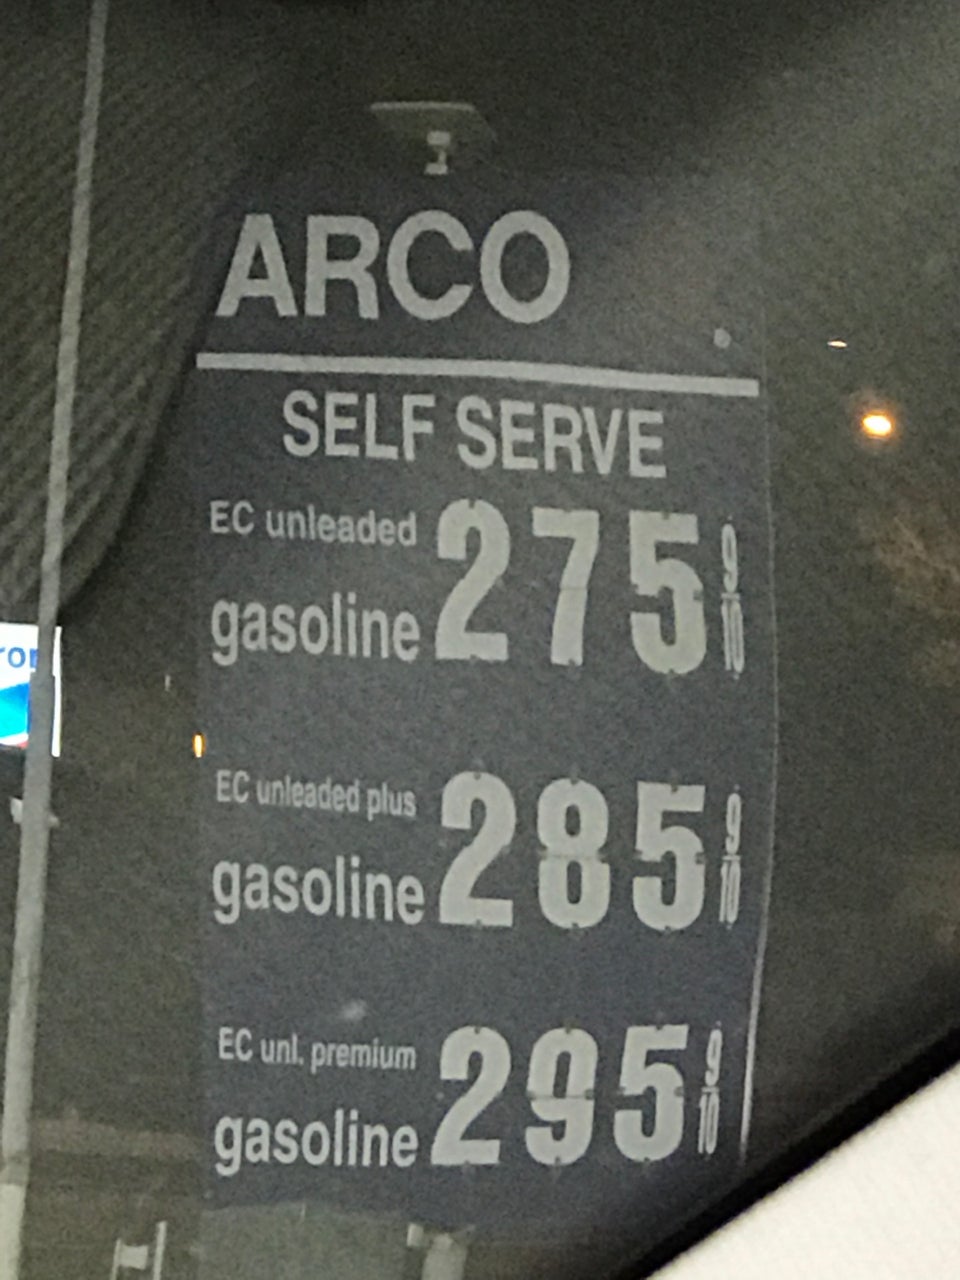 ARCO
SELF SERVE
EC unleaded
gasoline 275 9/10
EC unleaded plus
gasoline 285 9/10
EC unl. premium
gasoline 295 9/10
ron